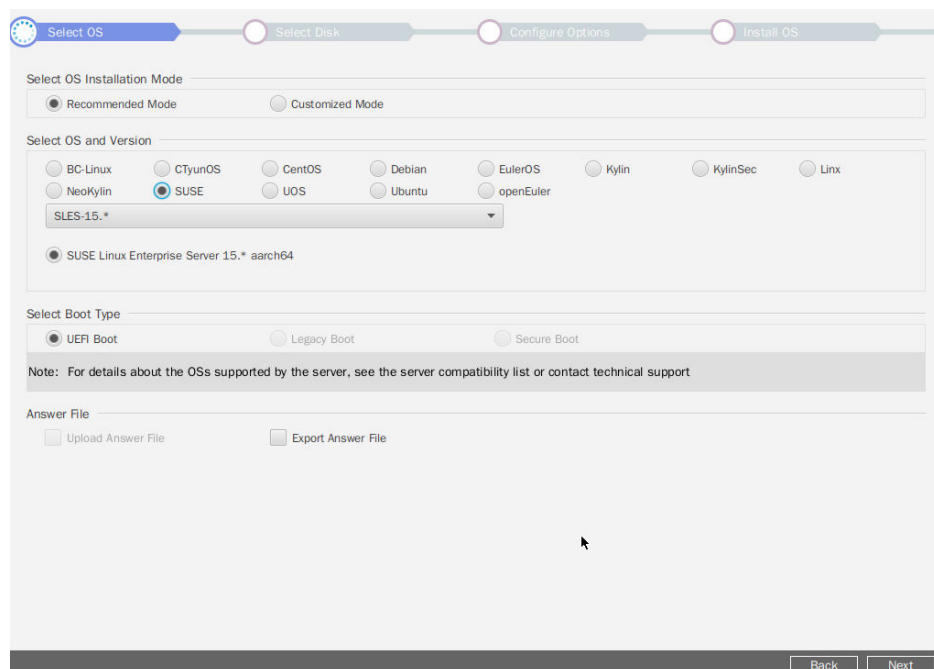 Select OS Select Disk Configure Options Install OS
Select OS Installation Mode
Recommended Mode Customized Mode
Select OS and Version
BC-Linux CTyunOS CentOS Debian EulerOS Kylin KylinSec Linx
NeoKylin SUSE UOS Ubuntu openEuler
SLES-15.*
SUSE Linux Enterprise Server 15.* aarch64
Select Boot Type
UEFI Boot Legacy Boot Secure Boot
Note: For details about the OSs supported by the server, see the server compatibility list or contact technical support
Answer File
Upload Answer File Export Answer File
Back Next